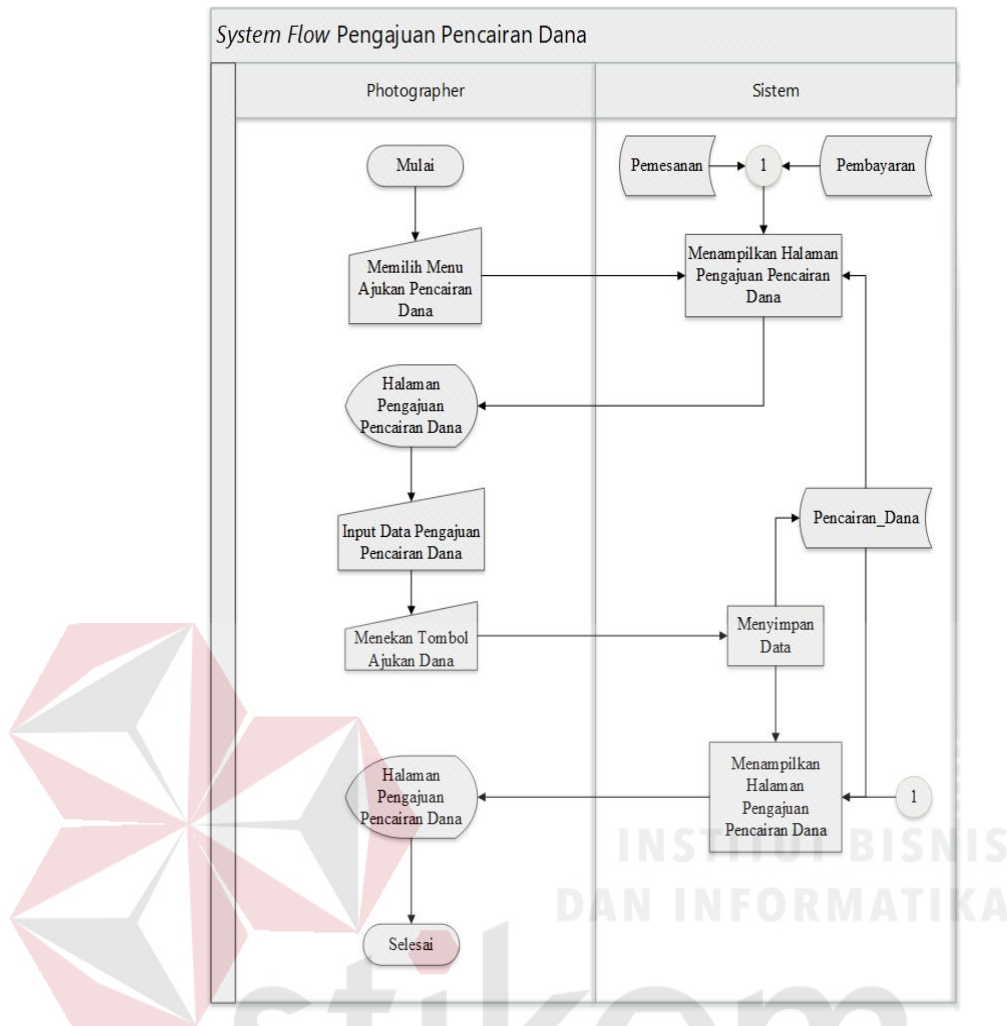 System Flow Pengajuan Pencairan Dana
Photographer
Sistem
Mulai
Pemesanan
1
Pembayaran
Memilih Menu
Ajukan Pencairan
Dana
Menampilkan Halaman
Pengajuan Pencairan
Dana
Halaman
Pengajuan
Pencairan Dana
Input Data Pengajuan
Pencairan Dana
Pencairan_Dana
Menekan Tombol
Ajukan Dana
Menyimpan
Data
Halaman
Pengajuan
Pencairan Dana
Menampilkan
Halaman
Pengajuan
Pencairan Dana
1
Selesai
INSTITUT BISNIS
DAN INFORMATIKA
stikom